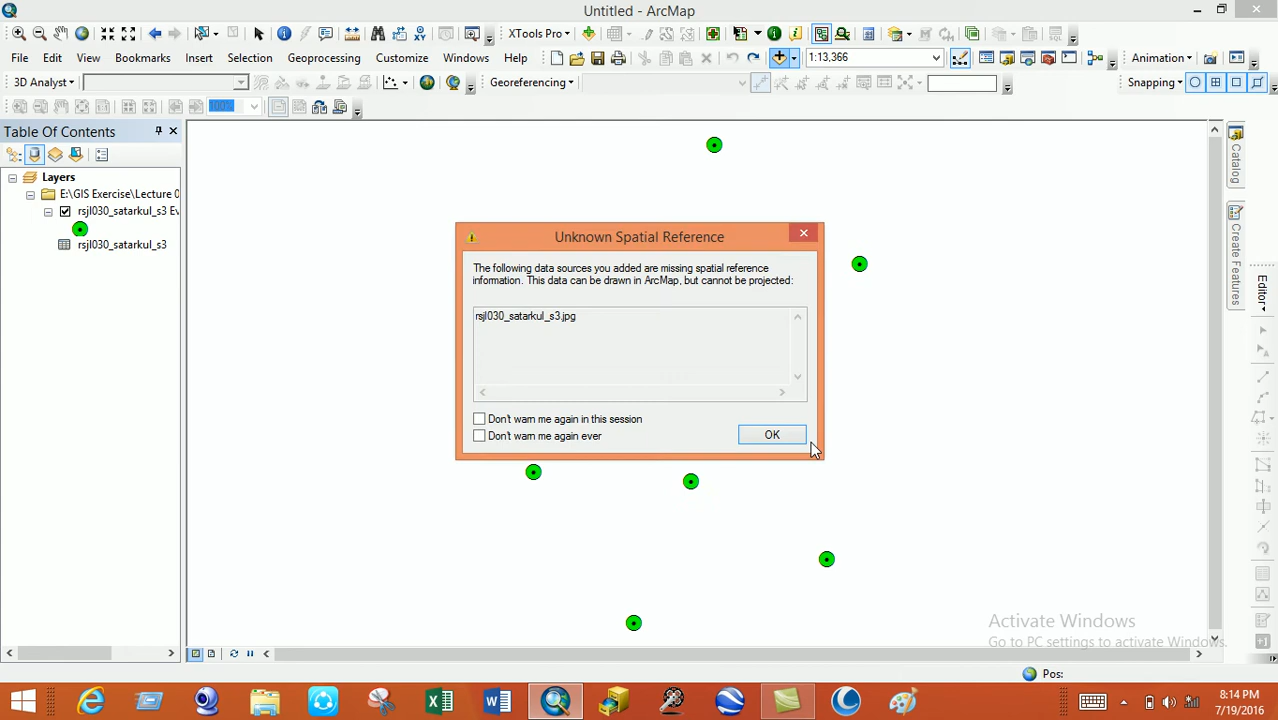 Untitled - ArcMap
XTools Pro
File Edit View Bookmarks Insert Selection Geoprocessing Customize Windows Help
1:13,366
Animation
3D Analyst
Georeferencing
Snapping
100%
Table Of Contents
Layers
E:\GIS Exercise\Lecture 0
rsjl030_satarkul_s3 Ev
rsjl030_satarkul_s3
Unknown Spatial Reference
The following data sources you added are missing spatial reference
information. This data can be drawn in ArcMap, but cannot be projected:
rsjl030_satarkul_s3.jpg
Don't warn me again in this session
Don't warn me again ever
OK
Catalog
Create Features
Editor
Activate Windows
Go to PC settings to activate Windows.
Pos:
8:14 PM
7/19/2016